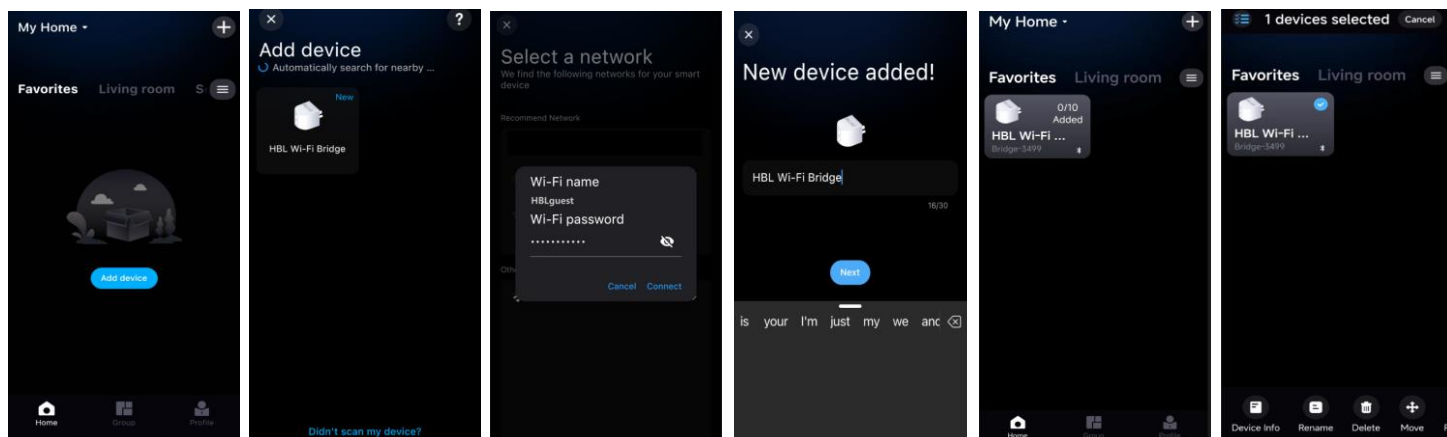 My Home
Favorites Living room S
Add device
Home Group Profile
?
Add device
Automatically search for nearby ...
New
HBL Wi-Fi Bridge
Didn't scan my device?
Select a network
We find the following networks for your smart
device
Recommend Network
Wi-Fi name
HBLguest
Wi-Fi password
Cancel Connect
Oth
New device added!
HBL Wi-Fi Bridge
16/30
Next
is your I'm just my we and
My Home
Favorites Living room
0/10
Added
HBL Wi-Fi ...
Bridge-3499
Home Group Profile
1 devices selected Cancel
Favorites Living room
HBL Wi-Fi ...
Bridge-3499
Device Info Rename Delete Move